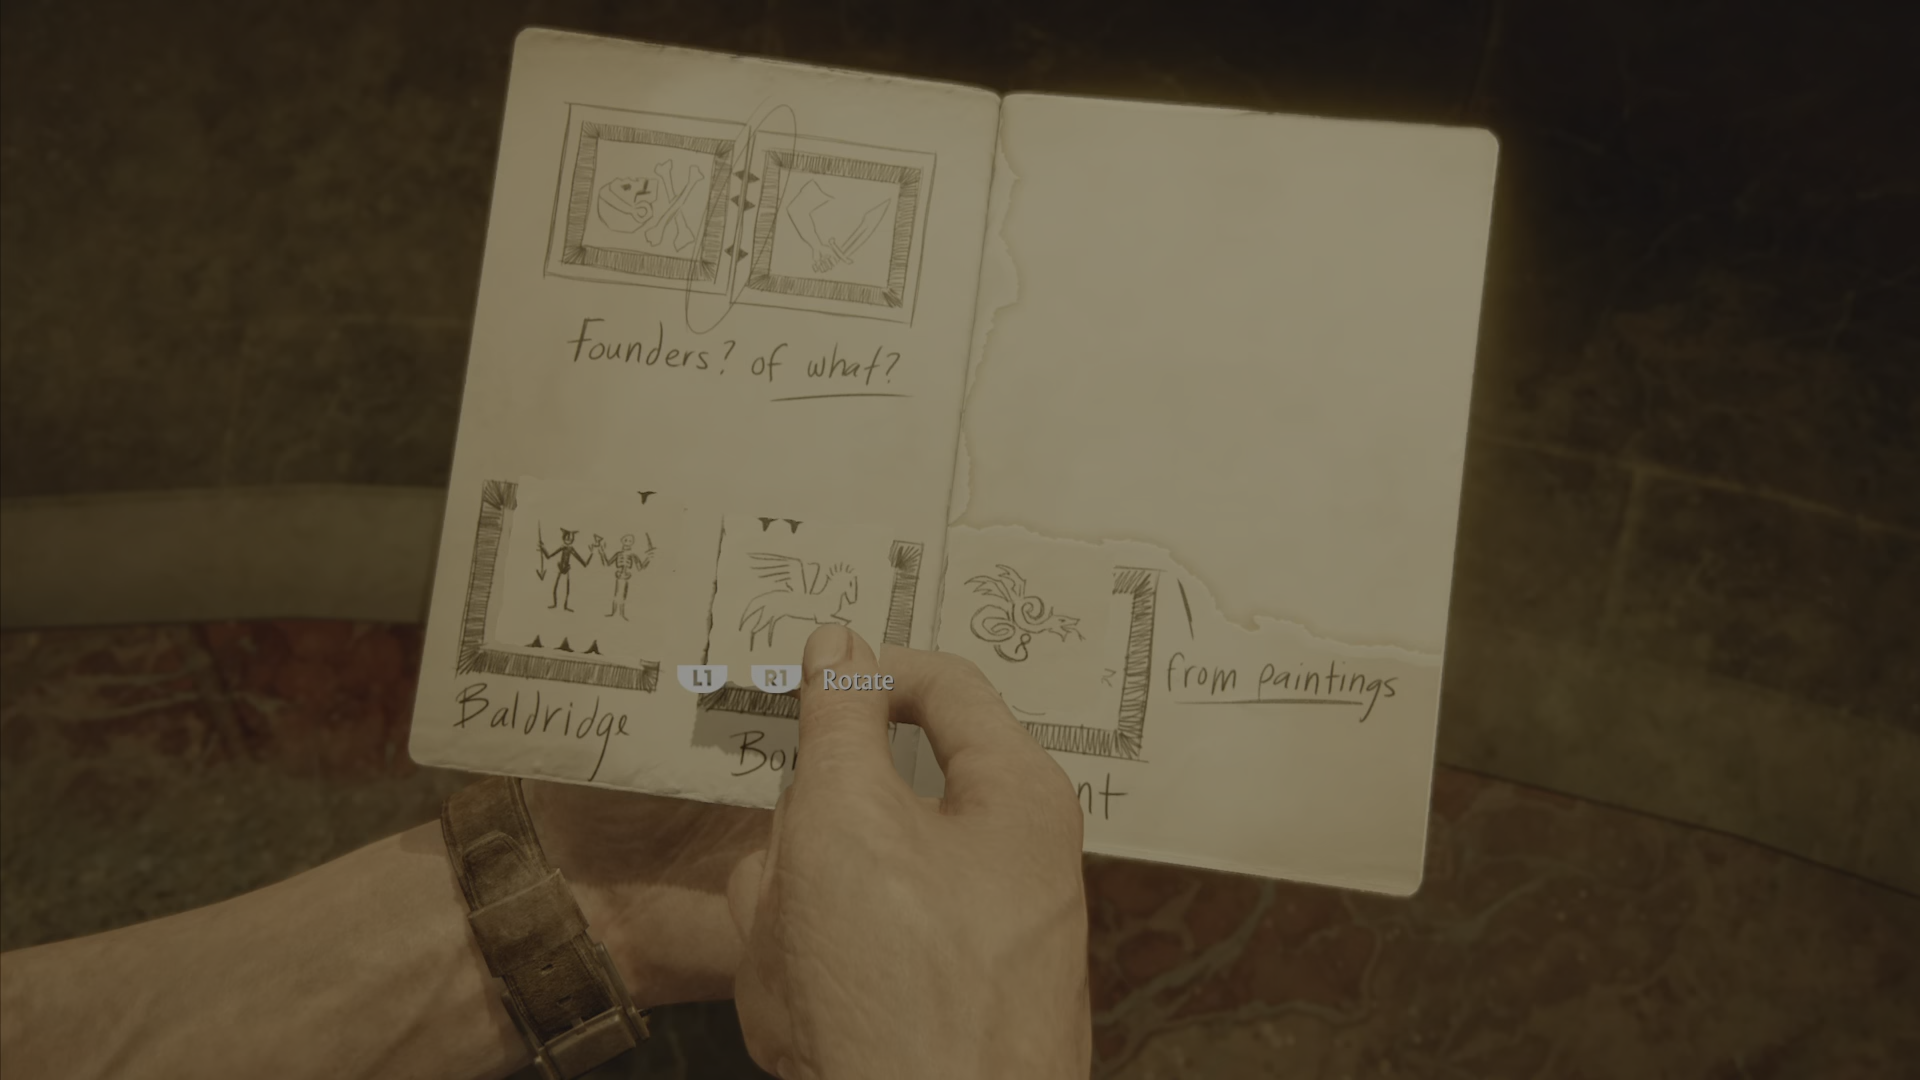 Founders? of what?
from paintings
L1 R1 Rotate
Baldridge